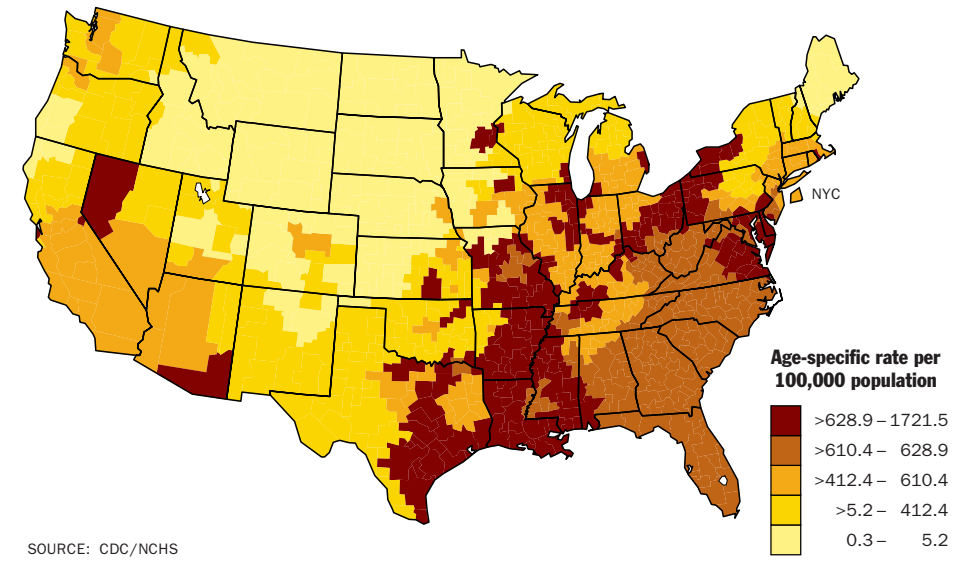 NYC
Age-specific rate per
100,000 population
>628.9 – 1721.5
>610.4 – 628.9
>412.4 – 610.4
>5.2 – 412.4
0.3 – 5.2
SOURCE: CDC/NCHS